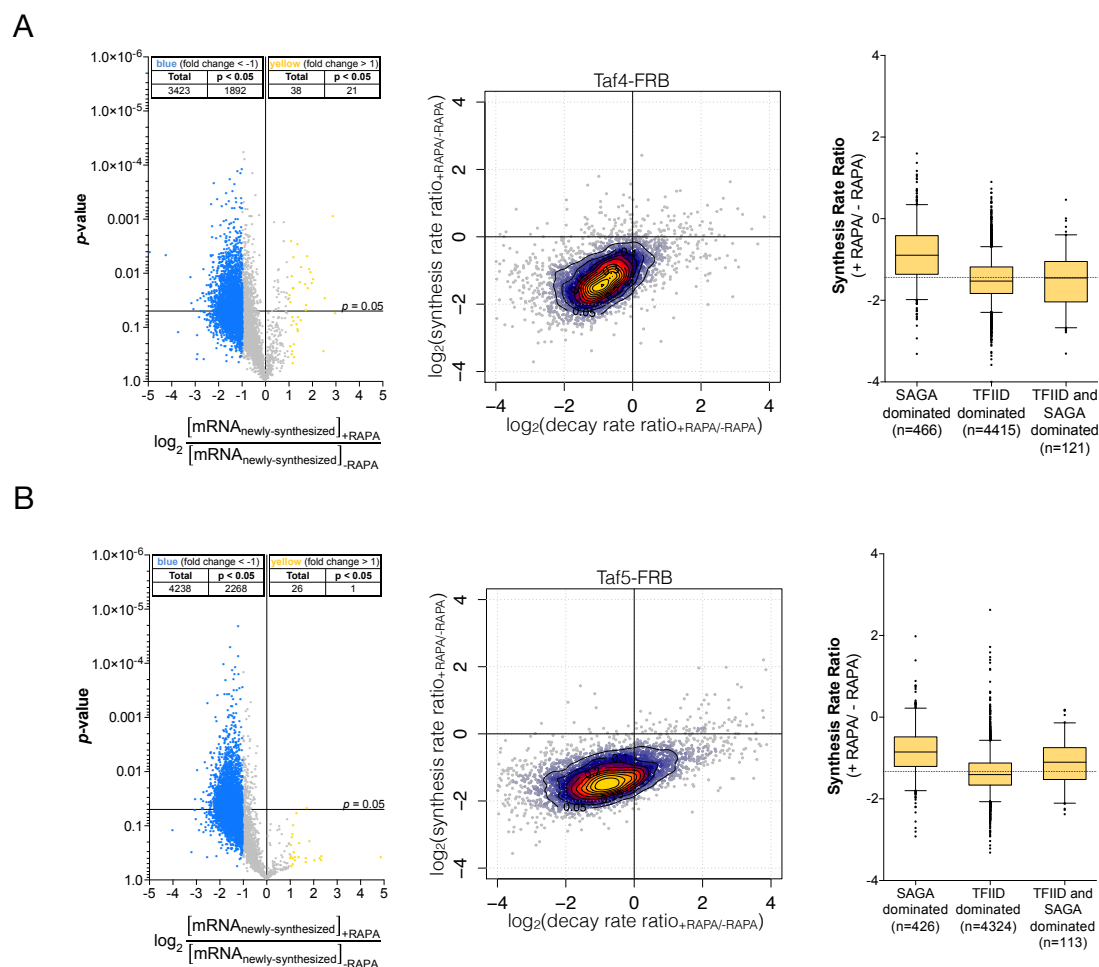 A
1.0×10⁻⁶
1.0×10⁻⁵
1.0×10⁻⁴
0.001
0.01
0.1
1.0
p-value
blue (fold change < -1)
Total p < 0.05
3423 1892
yellow (fold change > 1)
Total p < 0.05
38 21
p = 0.05
-5 -4 -3 -2 -1 0 1 2 3 4 5
log₂ [mRNAnewly-synthesized]+RAPA
[mRNAnewly-synthesized]-RAPA
Taf4-FRB
log₂(synthesis rate ratio+RAPA/-RAPA)
4
2
0
−2
−4
0.05
−4 −2 0 2 4
log₂(decay rate ratio+RAPA/-RAPA)
Synthesis Rate Ratio
(+ RAPA/ - RAPA)
4
2
0
-2
-4
SAGA dominated (n=466)
TFIID dominated (n=4415)
TFIID and SAGA dominated (n=121)
B
1.0×10⁻⁶
1.0×10⁻⁵
1.0×10⁻⁴
0.001
0.01
0.1
1.0
p-value
blue (fold change < -1)
Total p < 0.05
4238 2268
yellow (fold change > 1)
Total p < 0.05
26 1
p = 0.05
-5 -4 -3 -2 -1 0 1 2 3 4 5
log₂ [mRNAnewly-synthesized]+RAPA
[mRNAnewly-synthesized]-RAPA
Taf5-FRB
log₂(synthesis rate ratio+RAPA/-RAPA)
4
2
0
−2
−4
0.05
−4 −2 0 2 4
log₂(decay rate ratio+RAPA/-RAPA)
Synthesis Rate Ratio
(+ RAPA/ - RAPA)
4
2
0
-2
-4
SAGA dominated (n=426)
TFIID dominated (n=4324)
TFIID and SAGA dominated (n=113)